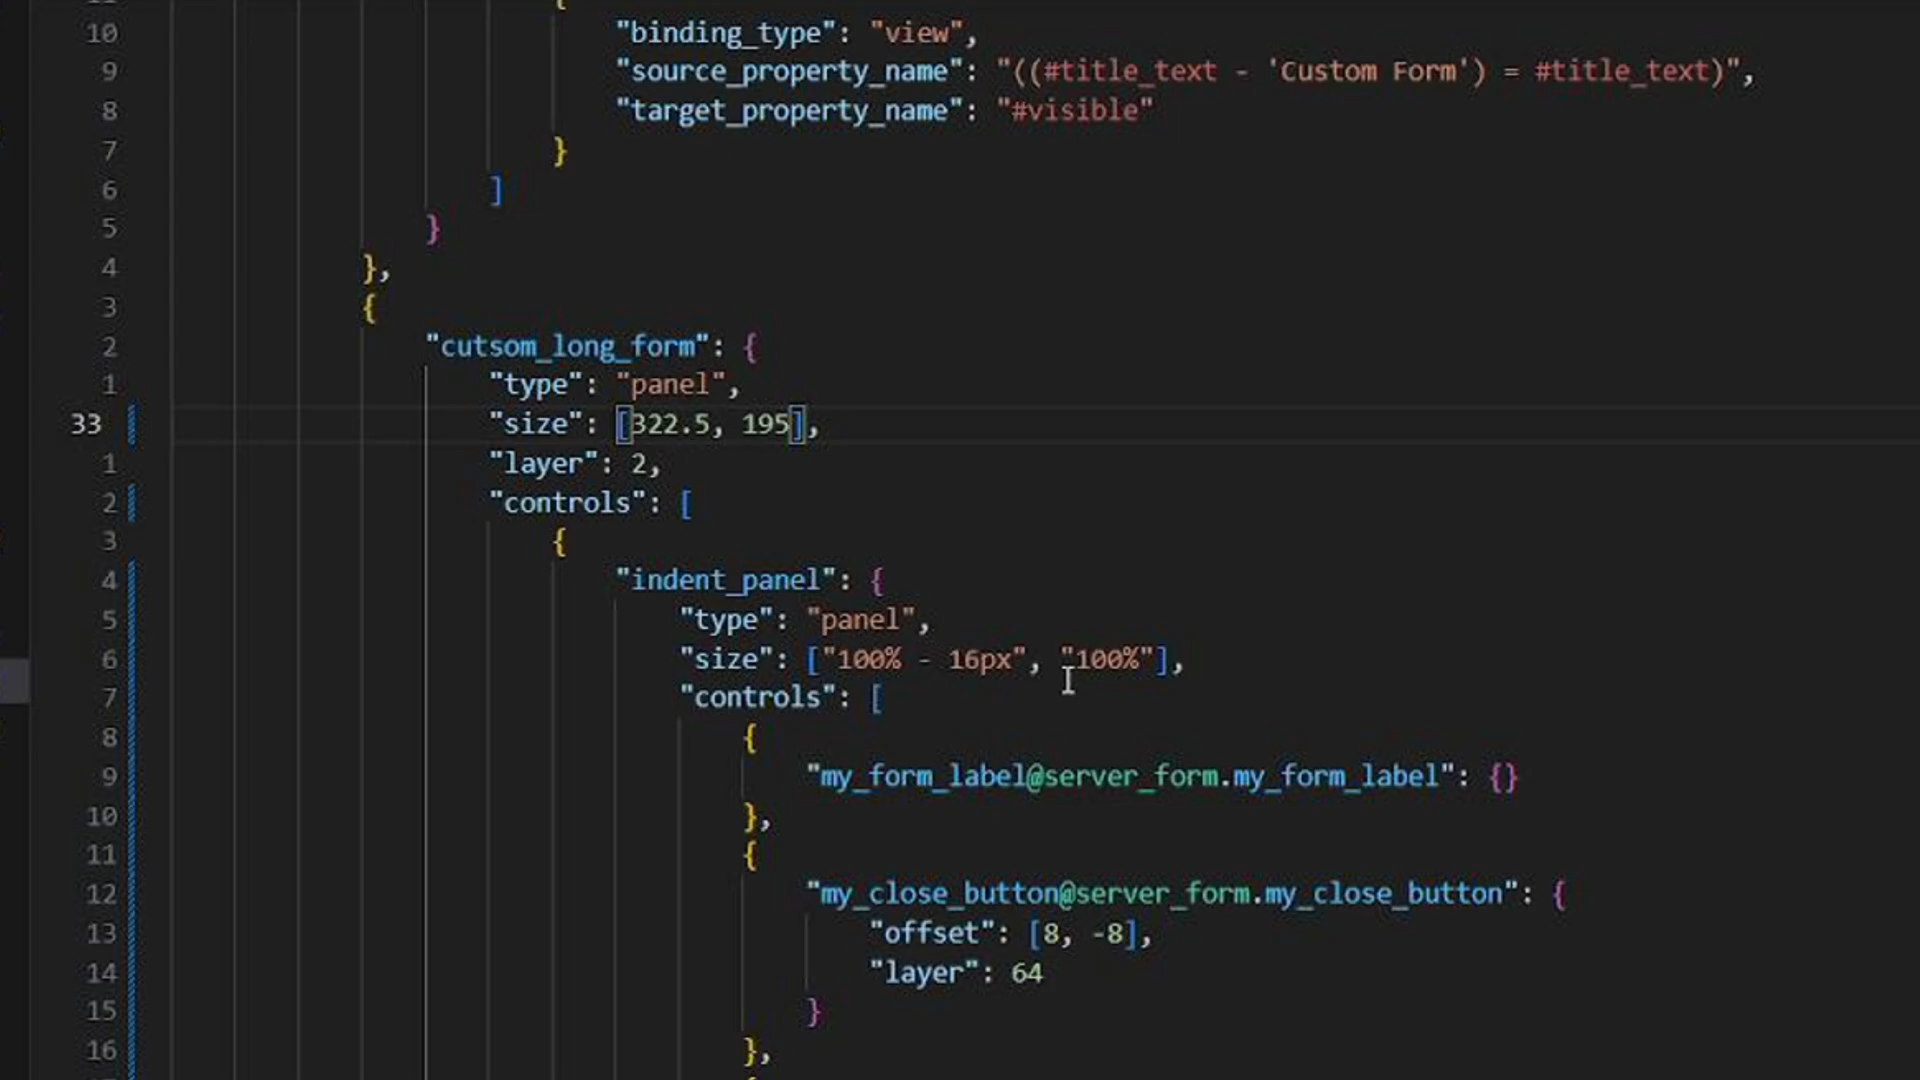 {
10 "binding_type": "view",
9 "source_property_name": "((#title_text - 'Custom Form') = #title_text)",
8 "target_property_name": "#visible"
7 }
6 ]
5 }
4 },
3 {
2 "cutsom_long_form": {
1 "type": "panel",
33 "size": [322.5, 195],
1 "layer": 2,
2 "controls": [
3 {
4 "indent_panel": {
5 "type": "panel",
6 "size": ["100% - 16px", "100%"],
7 "controls": [
8 {
9 "my_form_label@server_form.my_form_label": {}
10 },
11 {
12 "my_close_button@server_form.my_close_button": {
13 "offset": [8, -8],
14 "layer": 64
15 }
16 },